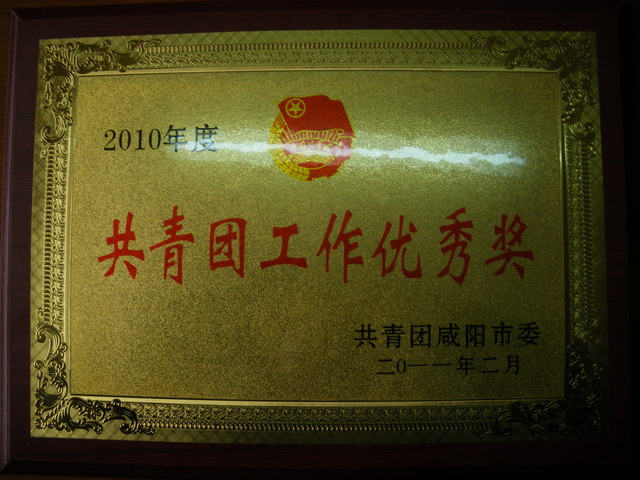 2010年度
共青团工作优秀奖
共青团咸阳市委
二0一一年二月